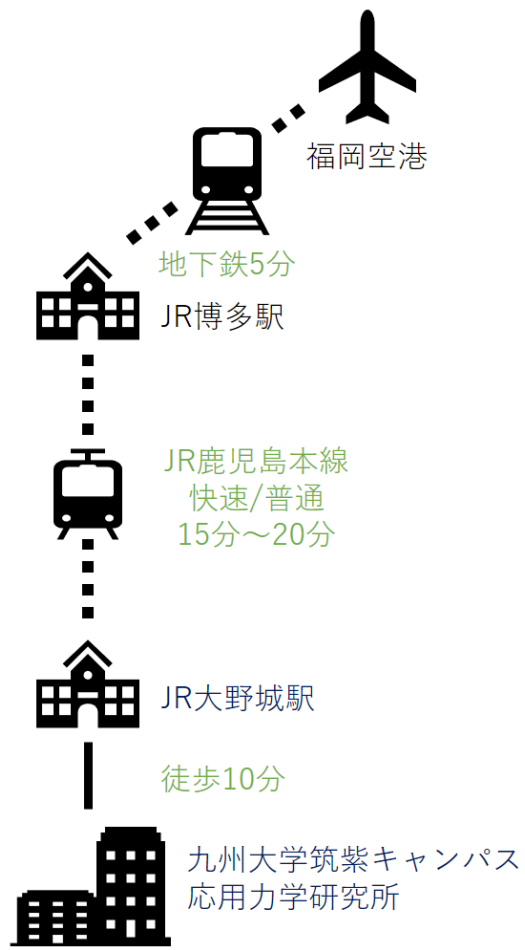 福岡空港
地下鉄5分
JR博多駅
JR鹿児島本線
快速/普通
15分～20分
JR大野城駅
徒歩10分
九州大学筑紫キャンパス
応用力学研究所